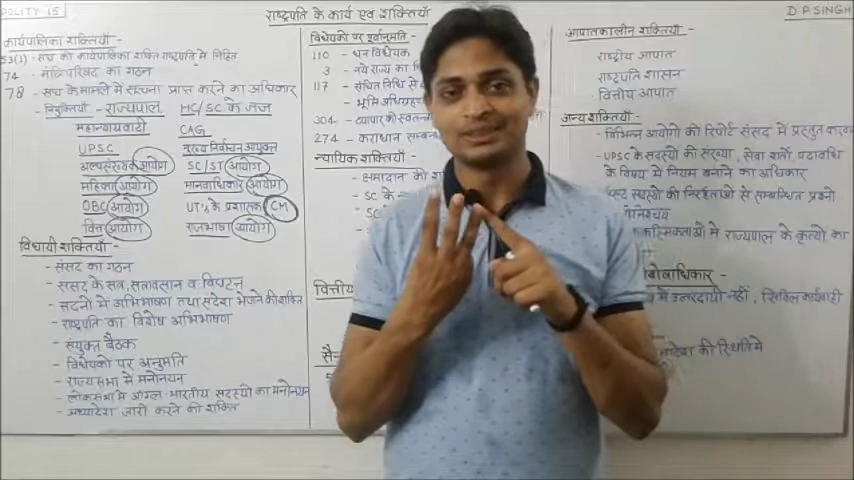 POLITY 15
राष्ट्रपति के कार्य एवं शक्तियाँ
D P SINGH
कार्यपालिका शक्तियाँ -
53(1) - संघ की कार्यपालिका शक्ति राष्ट्रपति में निहित
74 - मंत्रिपरिषद का गठन
78 - संघ के मामले में सूचना प्राप्त करने का अधिकार
- नियुक्तियाँ - राज्यपाल HC/SC के जज
महान्यायवादी CAG
UPSC मुख्य निर्वाचन आयुक्त
अल्पसंख्यक आयोग SC/ST आयोग
महिला आयोग मानवाधिकार आयोग
OBC आयोग UT's के प्रशासक CM
वित्त आयोग राजभाषा आयोग
विधायी शक्तियाँ -
- संसद का गठन
- संसद के सत्र, सत्रावसान व विघटन
- सदनों में अभिभाषण तथा संदेश भेजने की शक्ति
- राष्ट्रपति का विशेष अभिभाषण
- संयुक्त बैठक
- विधेयकों पर अनुमति
- राज्यसभा में मनोनयन
- लोकसभा में आंग्ल-भारतीय सदस्यों का मनोनयन
- अध्यादेश जारी करने की शक्ति
विधेयकों पर पूर्वानुमति -
110 - धन विधेयक
3 - नये राज्य का
117 - संचित निधि से
- भूमि
304 - व्यापार की
274 - कराधान
न्यायिक शक्तियाँ -
- क्षमादान की
- SC के
- SC
वित्तीय
आपातकालीन शक्तियाँ -
राष्ट्रीय आपात
राष्ट्रपति शासन
वित्तीय आपात
अन्य शक्तियाँ -
- विभिन्न आयोगों की रिपोर्ट संसद में प्रस्तुत करवाना
- UPSC के सदस्यों की संख्या, सेवा शर्तों, पदावधि
के विषय में नियम बनाने का अधिकार
सदस्यों की निरर्हताओं से सम्बन्धित प्रश्नों
में राज्यपाल के कृत्यों का
में उत्तरदायी नहीं, सिविल कार्यवाही
की स्थिति में